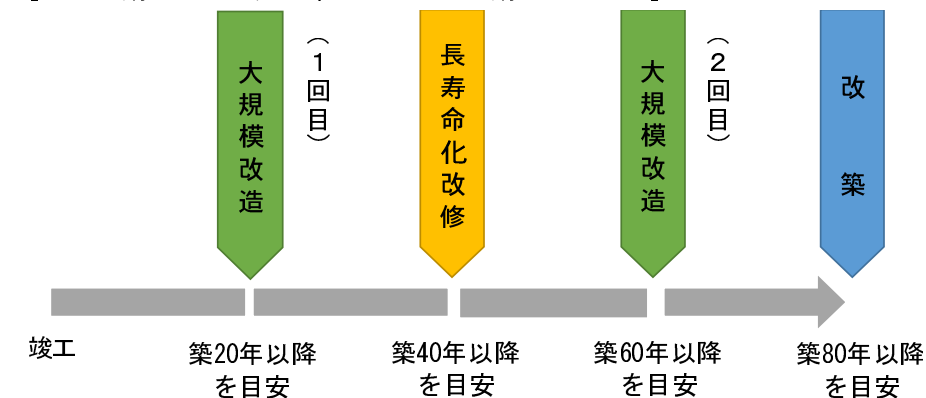 大規模改造
（１回目）
長寿命化改修
大規模改造
（２回目）
改築
竣工
築20年以降
を目安
築40年以降
を目安
築60年以降
を目安
築80年以降
を目安